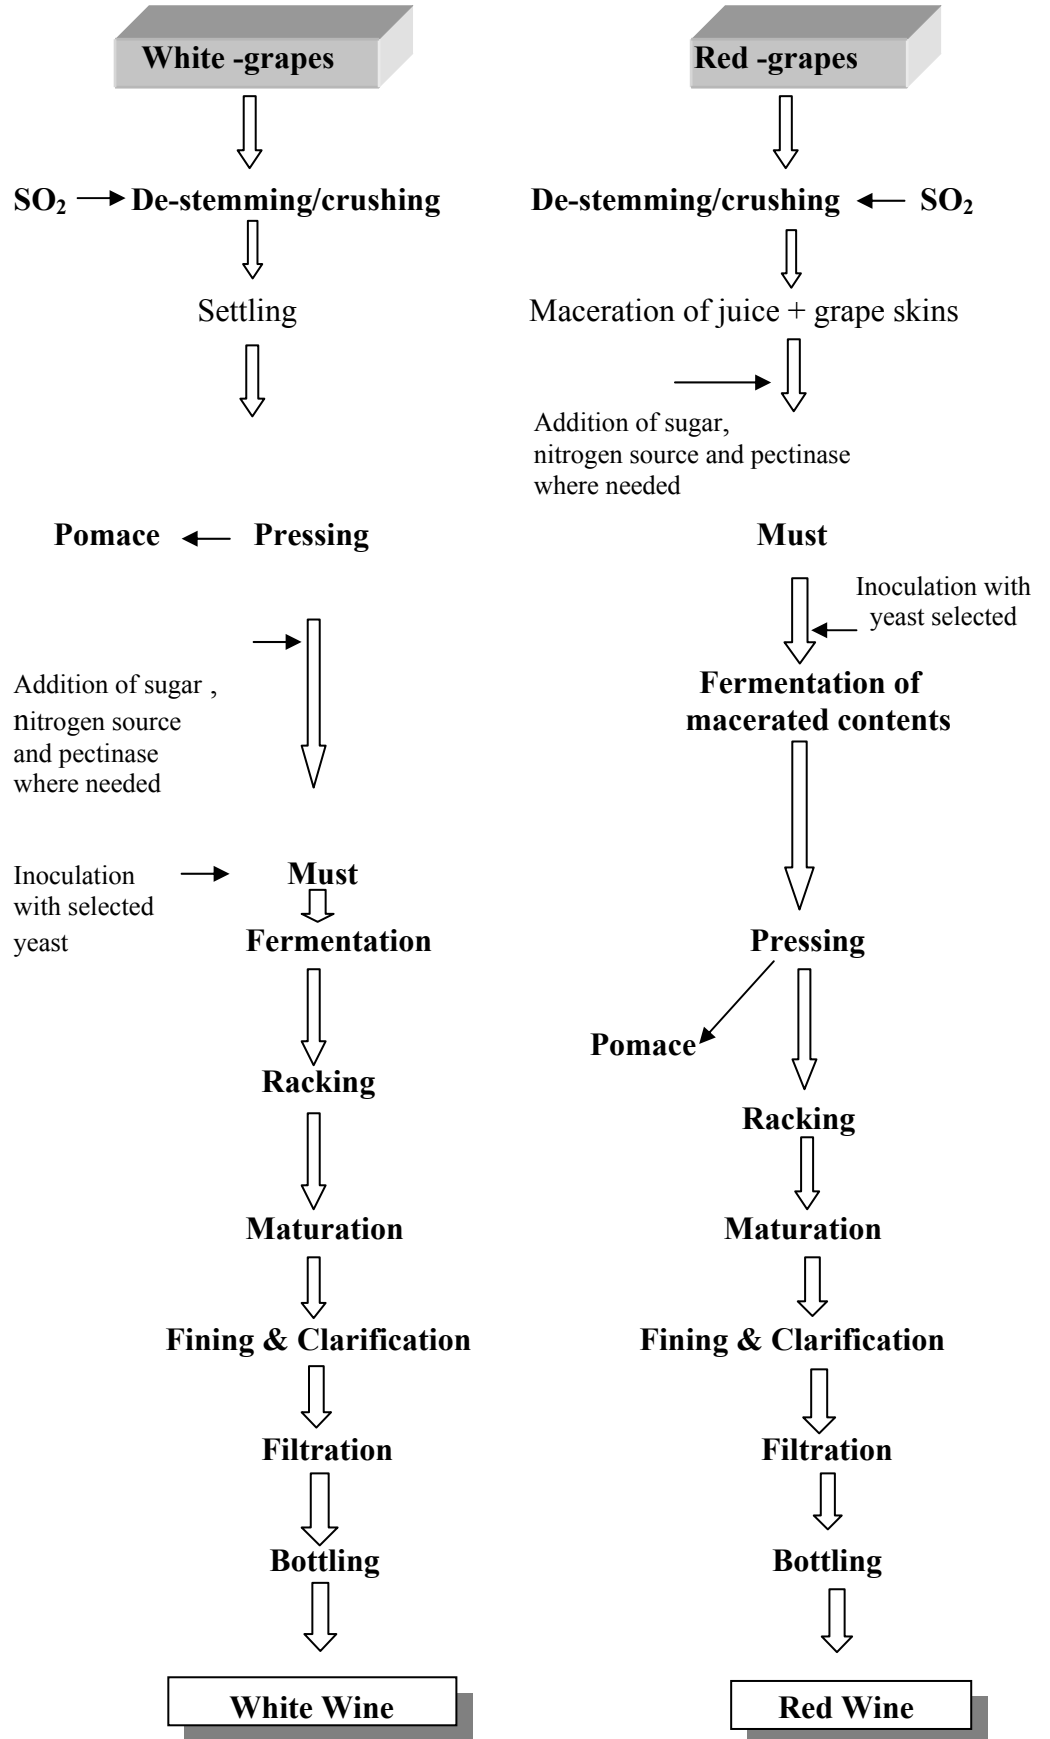 White -grapes
SO₂
De-stemming/crushing
Settling
Pomace
Pressing
Addition of sugar ,
nitrogen source
and pectinase
where needed
Inoculation
with selected
yeast
Must
Fermentation
Racking
Maturation
Fining & Clarification
Filtration
Bottling
White Wine
Red -grapes
De-stemming/crushing
SO₂
Maceration of juice + grape skins
Addition of sugar,
nitrogen source and pectinase
where needed
Must
Inoculation with
yeast selected
Fermentation of
macerated contents
Pressing
Pomace
Racking
Maturation
Fining & Clarification
Filtration
Bottling
Red Wine